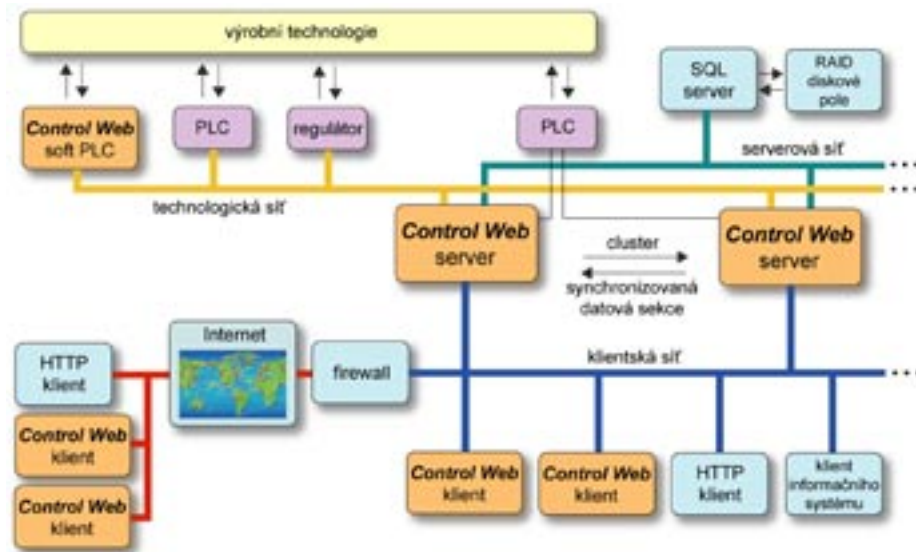 výrobní technologie
Control Web
soft PLC
PLC
regulátor
PLC
SQL
server
RAID
diskové
pole
serverová síť
technologická síť
Control Web
server
cluster
synchronizovaná
datová sekce
Control Web
server
Internet
HTTP
klient
firewall
klientská síť
Control Web
klient
Control Web
klient
Control Web
klient
Control Web
klient
HTTP
klient
klient
informačního
systému